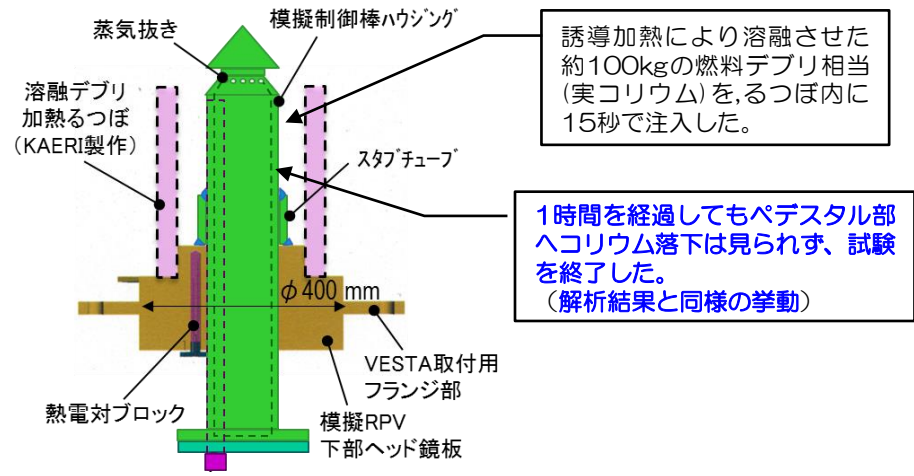 蒸気抜き
模擬制御棒ハウジング
溶融デブリ
加熱るつぼ
（KAERI製作）
誘導加熱により溶融させた
約100kgの燃料デブリ相当
(実コリウム)を,るつぼ内に
15秒で注入した。
スタブチューブ
1時間を経過してもペデスタル部
へコリウム落下は見られず、試験
を終了した。
（解析結果と同様の挙動）
φ400 mm
VESTA取付用
フランジ部
熱電対ブロック
模擬RPV
下部ヘッド鏡板